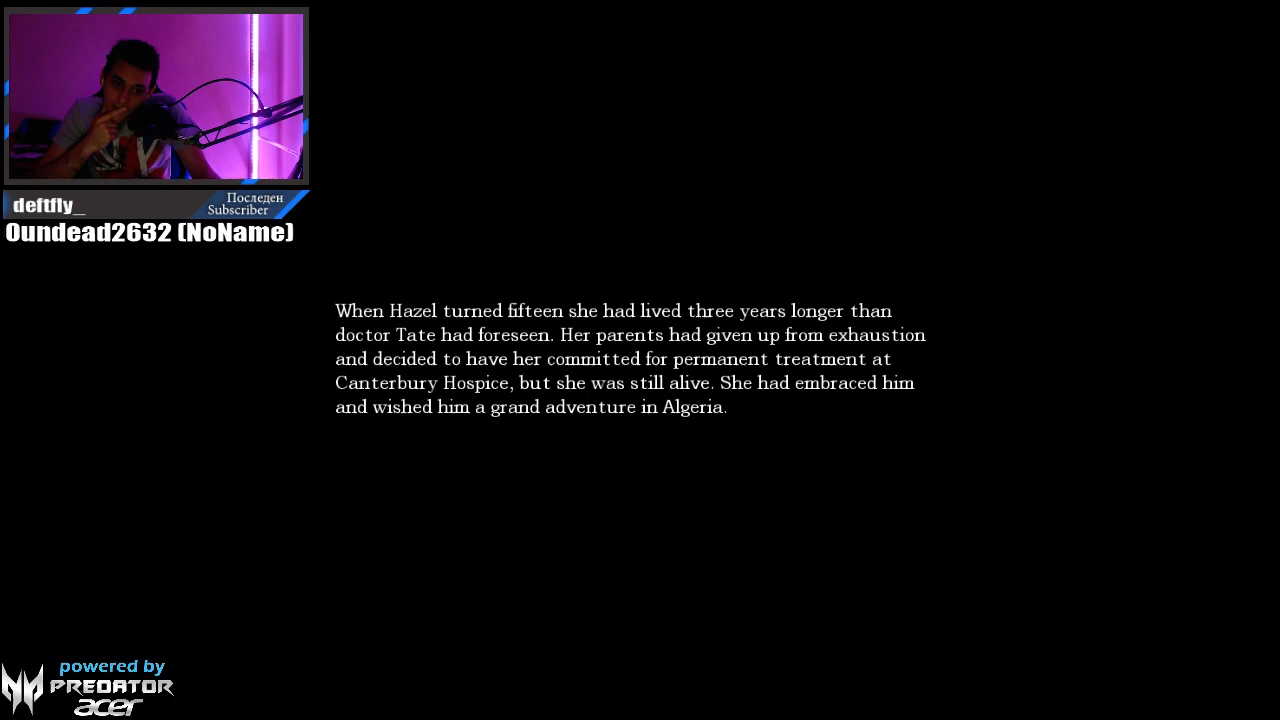 deftfly_
Последен
Subscriber
Oundead2632 (NoName)
When Hazel turned fifteen she had lived three years longer than
doctor Tate had foreseen. Her parents had given up from exhaustion
and decided to have her committed for permanent treatment at
Canterbury Hospice, but she was still alive. She had embraced him
and wished him a grand adventure in Algeria.
powered by
PREDATOR
acer